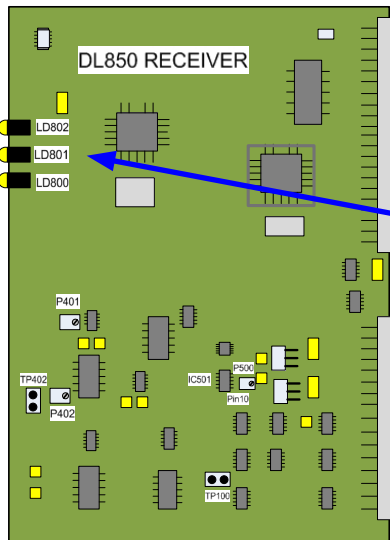 DL850 RECEIVER
LD802
LD801
LD800
P401
TP402
P402
IC501
P500
Pin10
TP100